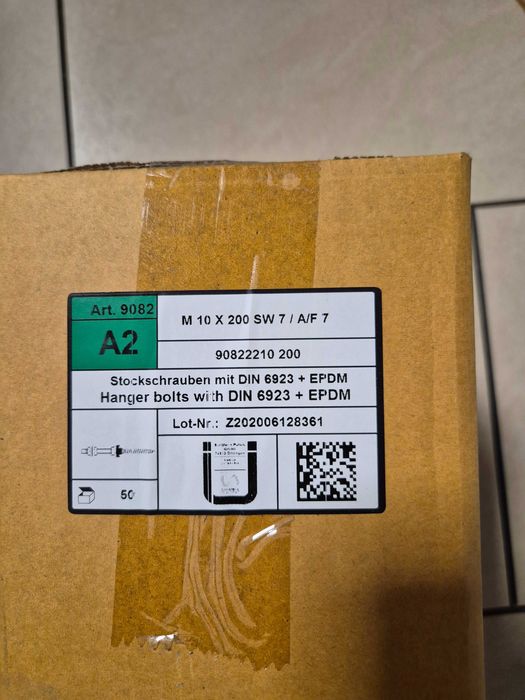 Art. 9082
A2
M 10 X 200 SW 7 / A/F 7
90822210 200
Stockschrauben mit DIN 6923 + EPDM
Hanger bolts with DIN 6923 + EPDM
Lot-Nr.: Z202006128361
50